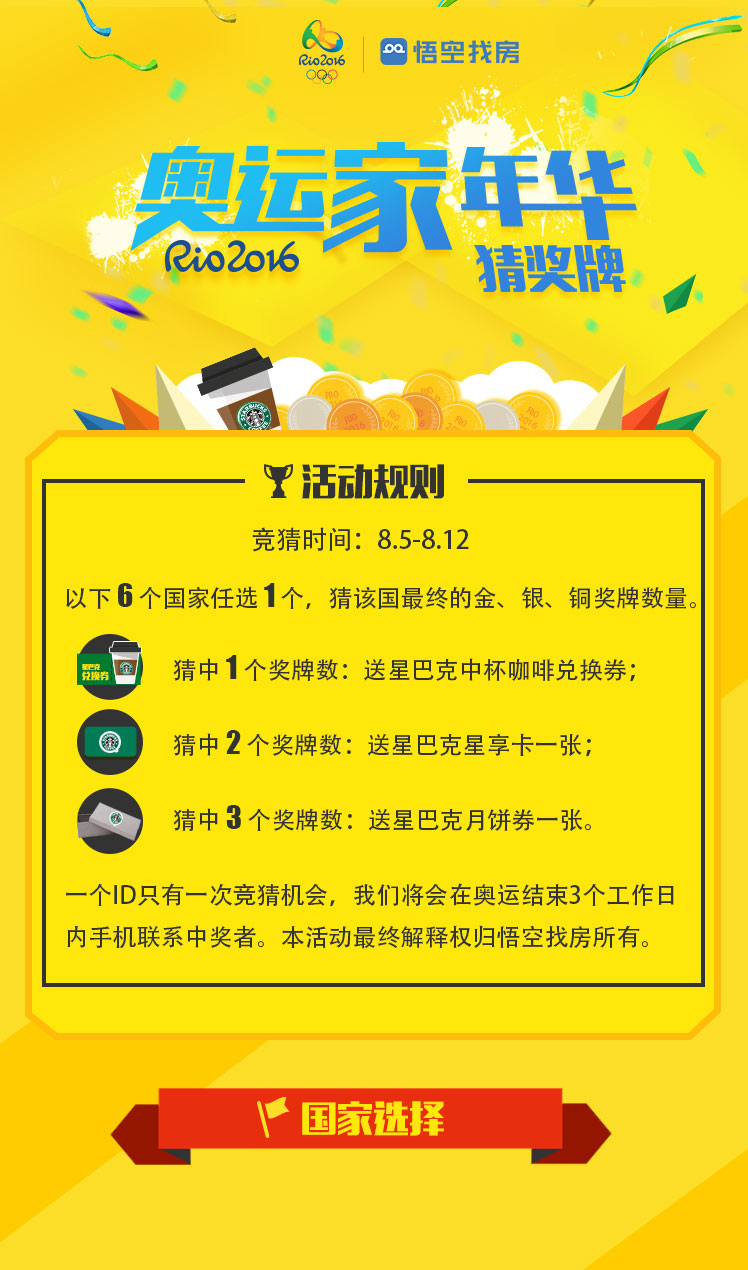 Rio2016
悟空找房
奥运家年华
Rio2016
猜奖牌
活动规则
竞猜时间：8.5-8.12
以下6个国家任选1个，猜该国最终的金、银、铜奖牌数量。
星巴克
兑换券
猜中1个奖牌数：送星巴克中杯咖啡兑换券；
猜中2个奖牌数：送星巴克星享卡一张；
猜中3个奖牌数：送星巴克月饼券一张。
一个ID只有一次竞猜机会，我们将会在奥运结束3个工作日
内手机联系中奖者。本活动最终解释权归悟空找房所有。
国家选择